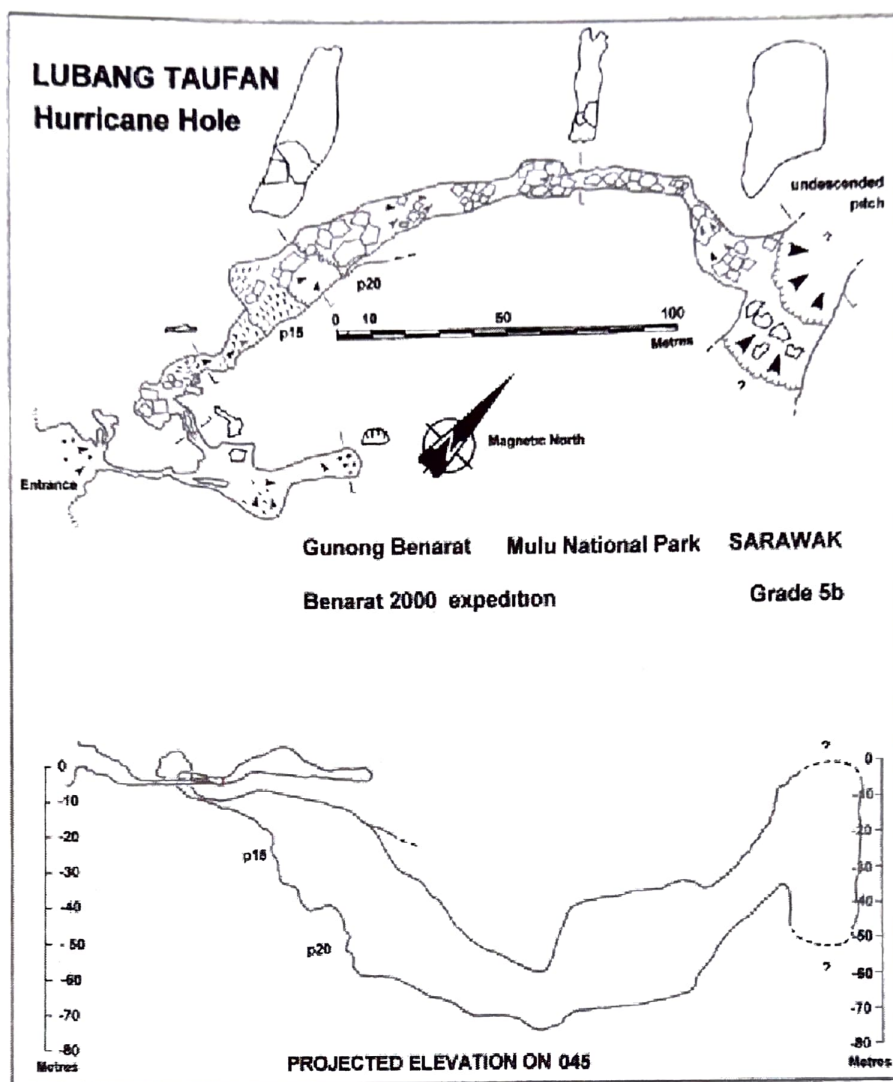 LUBANG TAUFAN
Hurricane Hole
undescended
pitch
?
p20
p15
0 10 50 100
Metres
?
Magnetic North
Entrance
Gunong Benarat Mulu National Park SARAWAK
Benarat 2000 expedition Grade 5b
? 
0 0
-10 -10
-20 -20
p15
-30 -30
-40 -40
p20
-50 -50
?
-60 -60
-70 -70
-80 -80
Metres PROJECTED ELEVATION ON 045 Metres